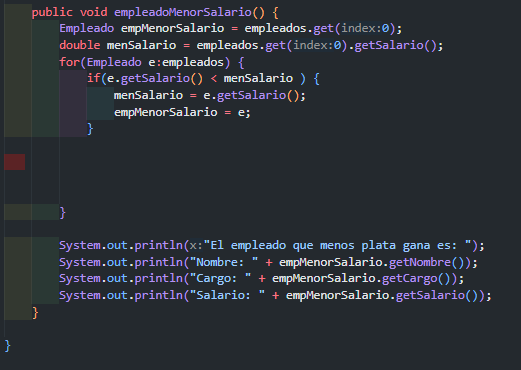 public void empleadoMenorSalario() {
Empleado empMenorSalario = empleados.get(index:0);
double menSalario = empleados.get(index:0).getSalario();
for(Empleado e:empleados) {
if(e.getSalario() < menSalario ) {
menSalario = e.getSalario();
empMenorSalario = e;
}
}
System.out.println(x:"El empleado que menos plata gana es: ");
System.out.println("Nombre: " + empMenorSalario.getNombre());
System.out.println("Cargo: " + empMenorSalario.getCargo());
System.out.println("Salario: " + empMenorSalario.getSalario());
}
}